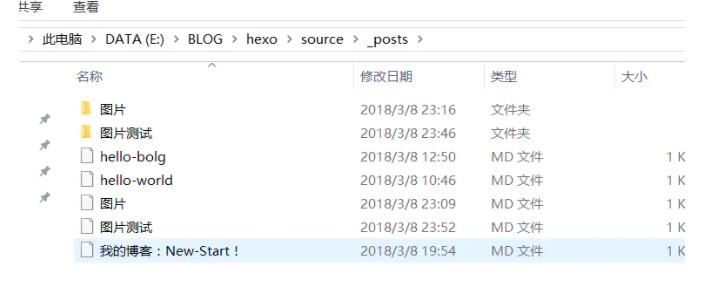 共享 查看
此电脑 > DATA (E:) > BLOG > hexo > source > _posts >
名称 修改日期 类型 大小
图片 2018/3/8 23:16 文件夹
图片测试 2018/3/8 23:46 文件夹
hello-bolg 2018/3/8 12:50 MD 文件 1 K
hello-world 2018/3/8 10:46 MD 文件 1 K
图片 2018/3/8 23:09 MD 文件 1 K
图片测试 2018/3/8 23:52 MD 文件 1 K
我的博客：New-Start！ 2018/3/8 19:54 MD 文件 1 K